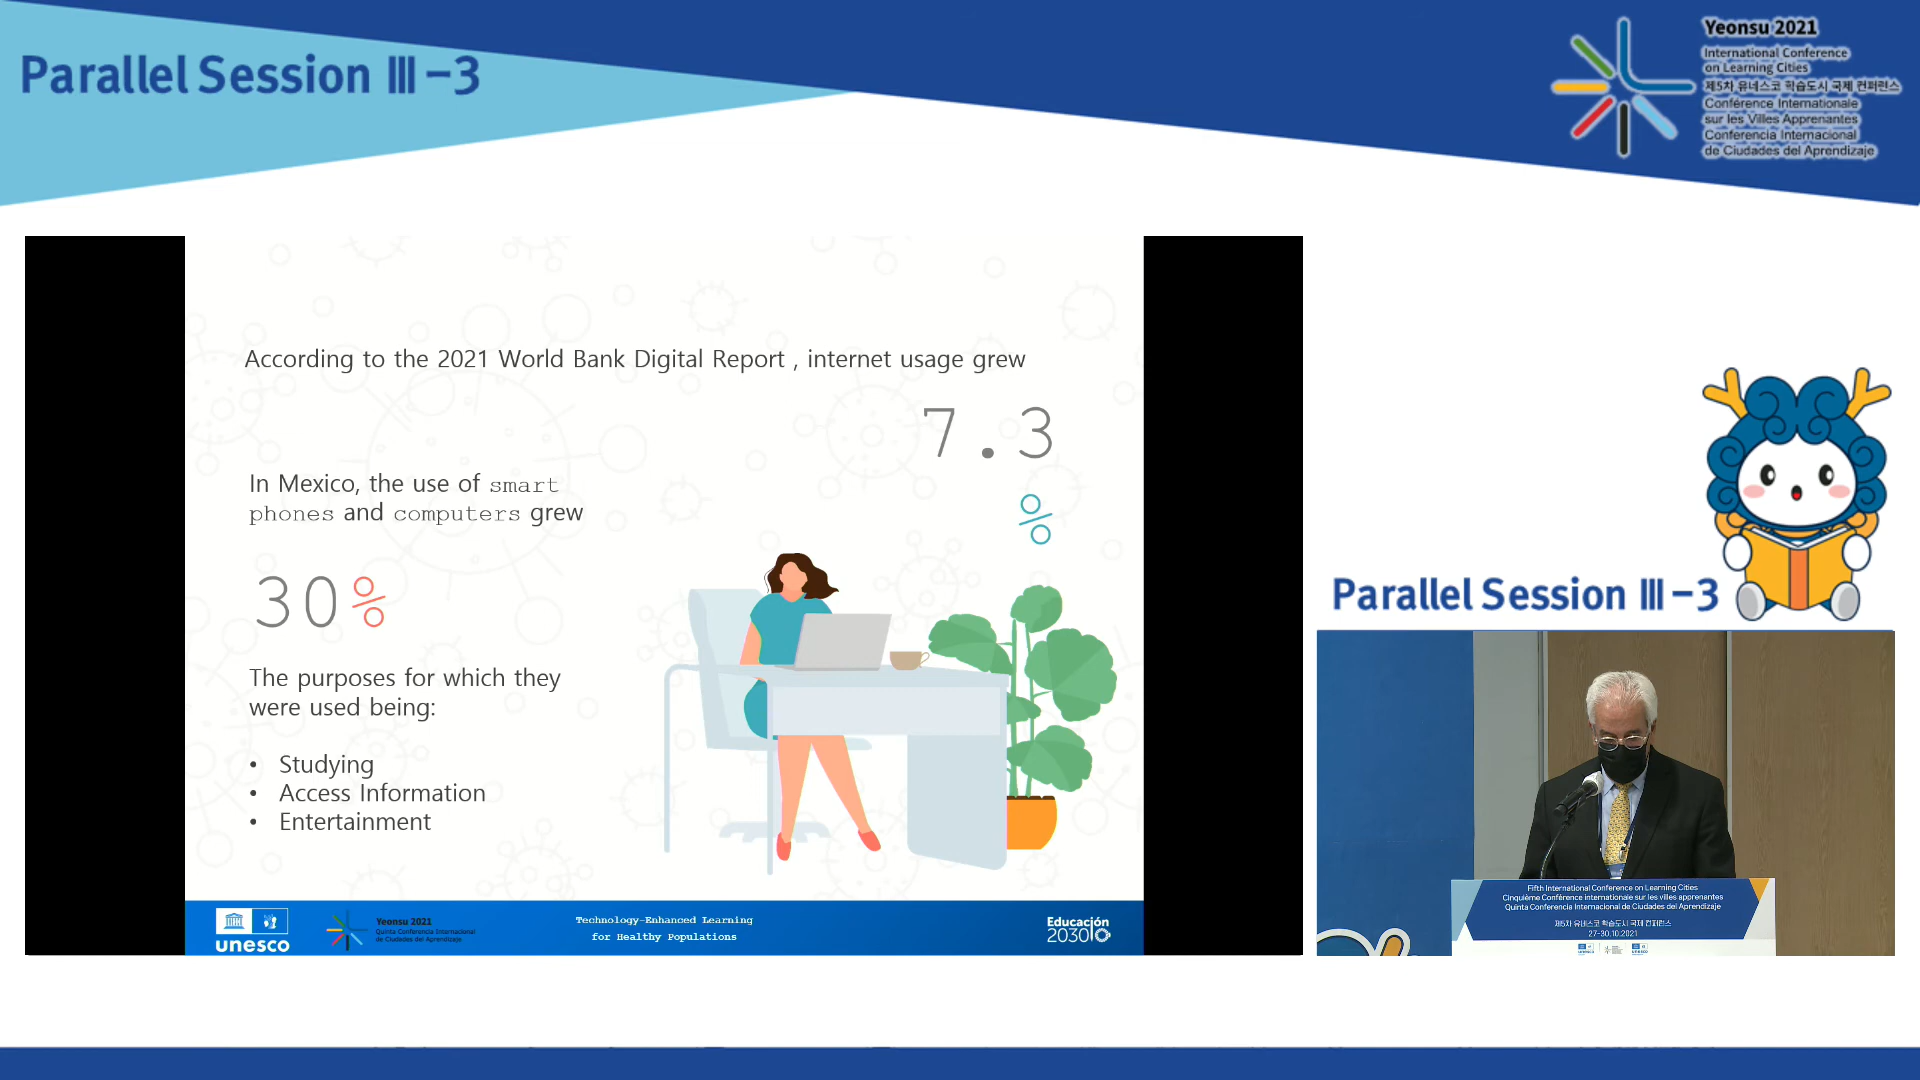 Parallel Session Ⅲ-3
Yeonsu 2021
International Conference
on Learning Cities
제5차 유네스코 학습도시 국제 컨퍼런스
Conférence Internationale
sur les Villes Apprenantes
Conferencia Internacional
de Ciudades del Aprendizaje
According to the 2021 World Bank Digital Report , internet usage grew
7.3
%
In Mexico, the use of smart
phones and computers grew
30%
The purposes for which they
were used being:
• Studying
• Access Information
• Entertainment
unesco
Yeonsu 2021
Quinta Conferencia Internacional
de Ciudades del Aprendizaje
Technology-Enhanced Learning
for Healthy Populations
Educación
2030
Parallel Session Ⅲ-3
Fifth International Conference on Learning Cities
Cinquième Conférence internationale sur les villes apprenantes
Quinta Conferencia Internacional de Ciudades del Aprendizaje
제5차 유네스코 학습도시 국제 컨퍼런스
27-30.10.2021